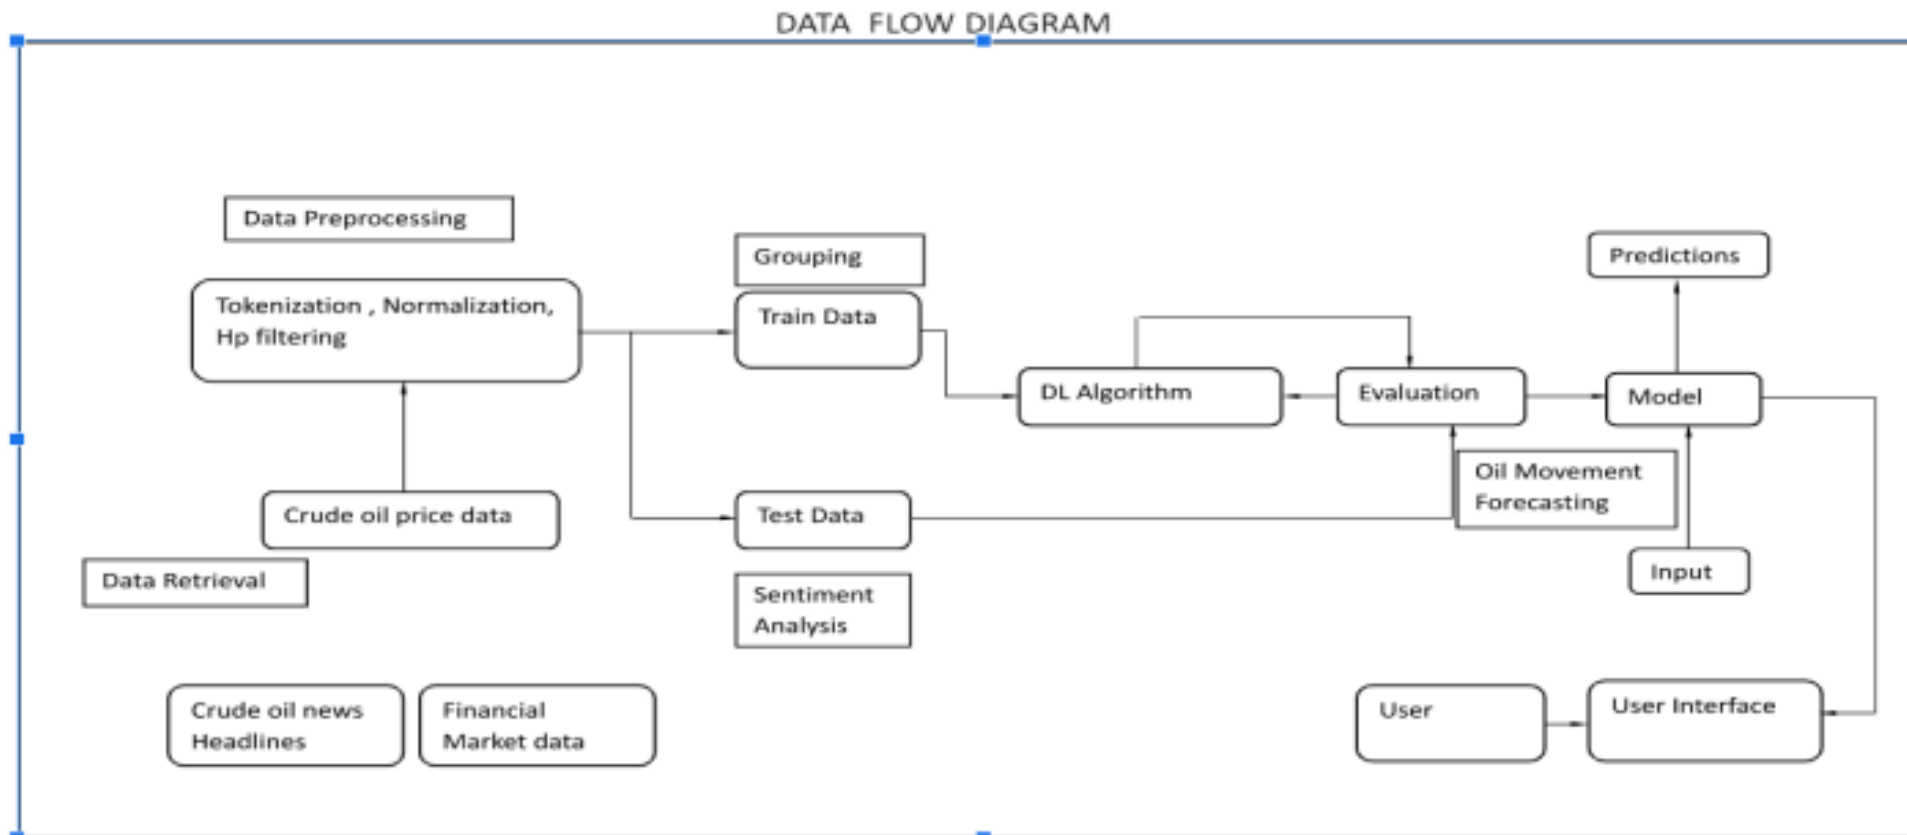 DATA  FLOW DIAGRAM
Data Preprocessing
Tokenization , Normalization,
Hp filtering
Crude oil price data
Data Retrieval
Crude oil news
Headlines
Financial
Market data
Grouping
Train Data
Test Data
Sentiment
Analysis
DL Algorithm
Evaluation
Predictions
Model
Oil Movement
Forecasting
Input
User
User Interface